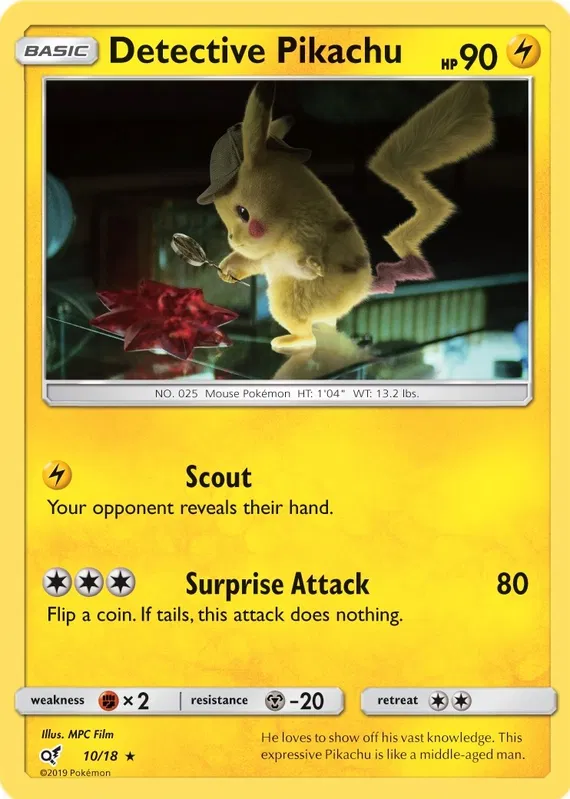 BASIC Detective Pikachu HP 90
NO. 025 Mouse Pokémon HT: 1'04" WT: 13.2 lbs.
Scout
Your opponent reveals their hand.
Surprise Attack 80
Flip a coin. If tails, this attack does nothing.
weakness ×2 resistance -20 retreat
Illus. MPC Film
10/18
©2019 Pokémon
He loves to show off his vast knowledge. This
expressive Pikachu is like a middle-aged man.